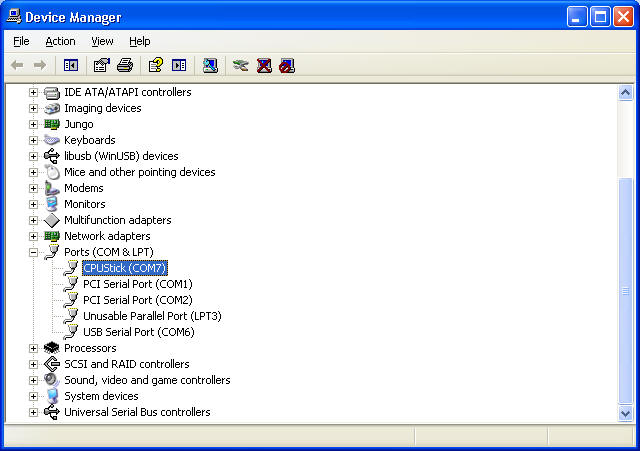 Device Manager
File Action View Help
IDE ATA/ATAPI controllers
Imaging devices
Jungo
Keyboards
libusb (WinUSB) devices
Mice and other pointing devices
Modems
Monitors
Multifunction adapters
Network adapters
Ports (COM & LPT)
CPUStick (COM7)
PCI Serial Port (COM1)
PCI Serial Port (COM2)
Unusable Parallel Port (LPT3)
USB Serial Port (COM6)
Processors
SCSI and RAID controllers
Sound, video and game controllers
System devices
Universal Serial Bus controllers